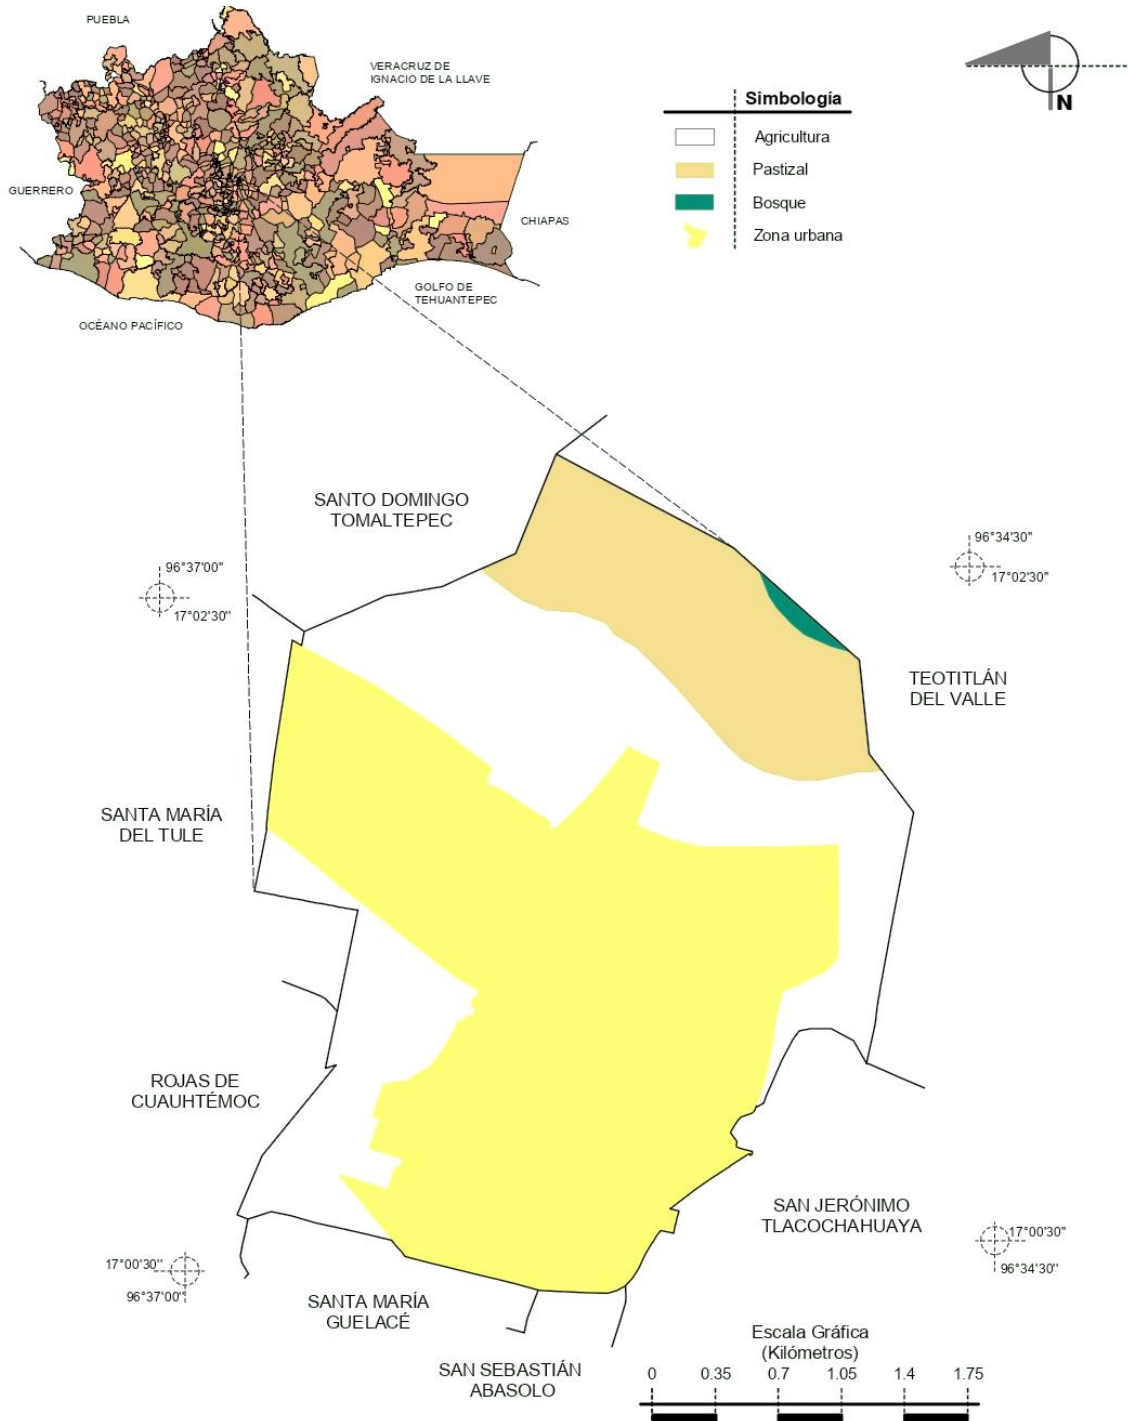 PUEBLA
VERACRUZ DE
IGNACIO DE LA LLAVE
GUERRERO
CHIAPAS
GOLFO DE
TEHUANTEPEC
OCÉANO PACÍFICO
N
Simbología
Agricultura
Pastizal
Bosque
Zona urbana
SANTO DOMINGO
TOMALTEPEC
96°37'00"
17°02'30"
96°34'30"
17°02'30"
TEOTITLÁN
DEL VALLE
SANTA MARÍA
DEL TULE
ROJAS DE
CUAUHTÉMOC
SAN JERÓNIMO
TLACOCHAHUAYA
17°00'30"
96°37'00"
17°00'30"
96°34'30"
SANTA MARÍA
GUELACÉ
SAN SEBASTIÁN
ABASOLO
Escala Gráfica
(Kilómetros)
0 0.35 0.7 1.05 1.4 1.75